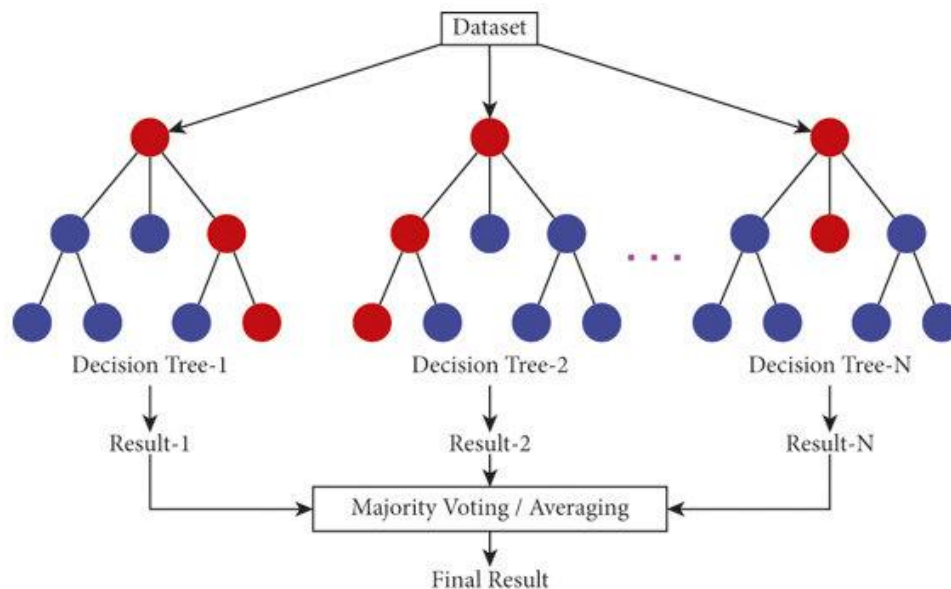 Dataset
Decision Tree-1
Decision Tree-2
Decision Tree-N
Result-1
Result-2
Result-N
Majority Voting / Averaging
Final Result